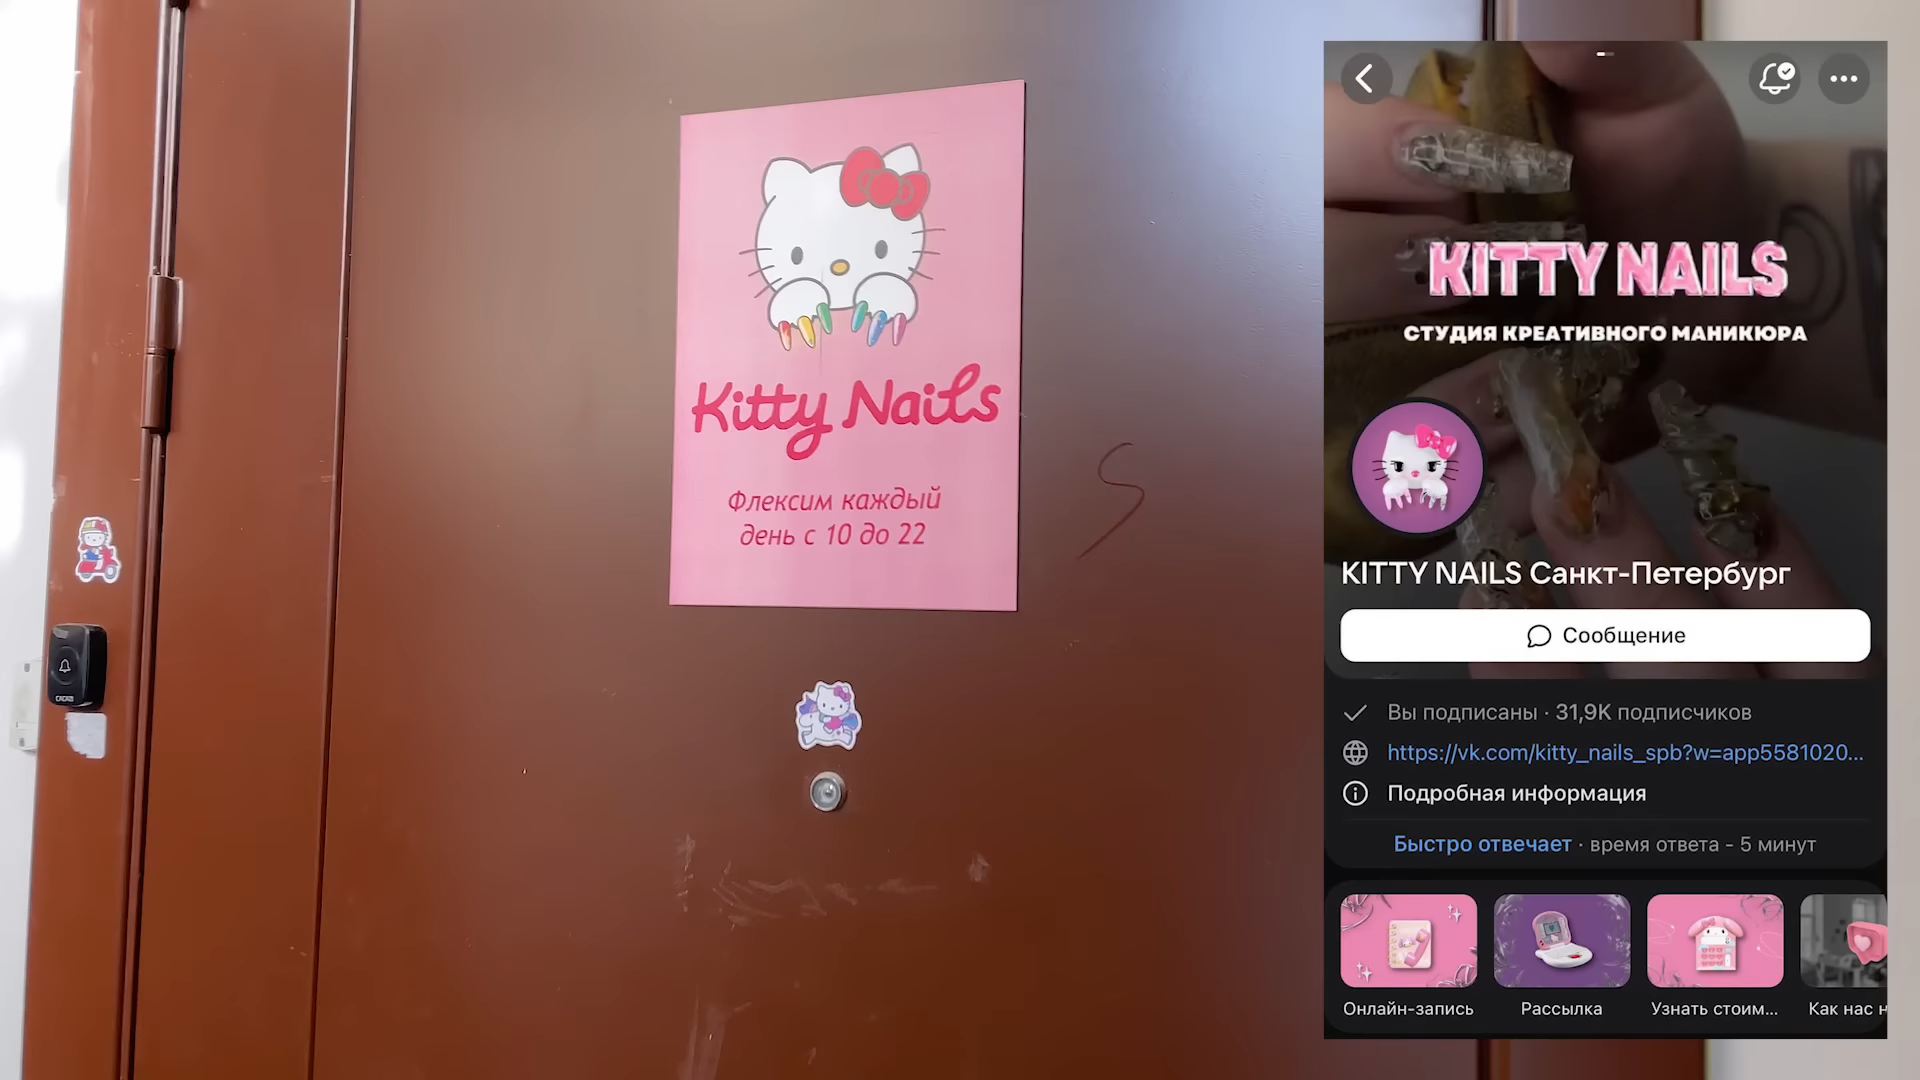 Kitty Nails
Флексим каждый
день с 10 до 22
S
CACAZI
KITTY NAILS
СТУДИЯ КРЕАТИВНОГО МАНИКЮРА
KITTY NAILS Санкт-Петербург
Сообщение
Вы подписаны · 31,9K подписчиков
https://vk.com/kitty_nails_spb?w=app5581020...
Подробная информация
Быстро отвечает · время ответа - 5 минут
Онлайн-запись
Рассылка
Узнать стоим...
Как нас н